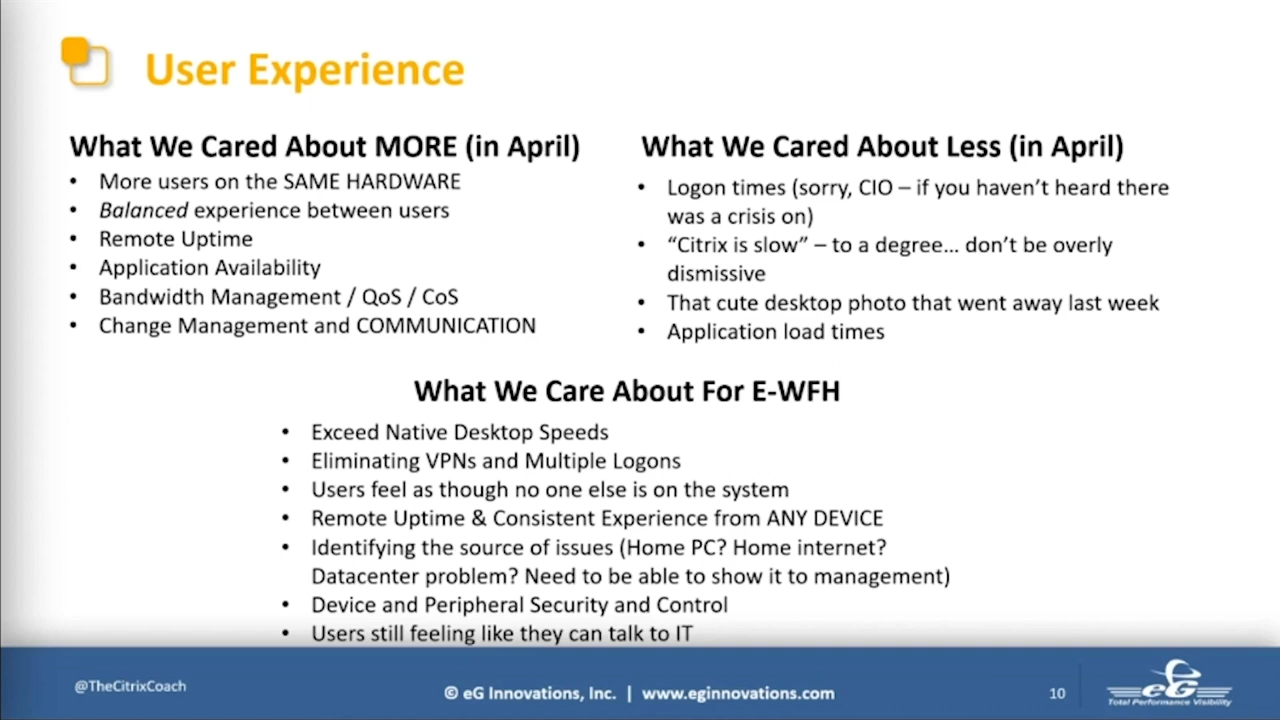 User Experience
What We Cared About MORE (in April)
• More users on the SAME HARDWARE
• Balanced experience between users
• Remote Uptime
• Application Availability
• Bandwidth Management / QoS / CoS
• Change Management and COMMUNICATION
What We Cared About Less (in April)
• Logon times (sorry, CIO – if you haven’t heard there
was a crisis on)
• “Citrix is slow” – to a degree… don’t be overly
dismissive
• That cute desktop photo that went away last week
• Application load times
What We Care About For E-WFH
• Exceed Native Desktop Speeds
• Eliminating VPNs and Multiple Logons
• Users feel as though no one else is on the system
• Remote Uptime & Consistent Experience from ANY DEVICE
• Identifying the source of issues (Home PC? Home internet?
Datacenter problem? Need to be able to show it to management)
• Device and Peripheral Security and Control
• Users still feeling like they can talk to IT
@TheCitrixCoach
© eG Innovations, Inc. | www.eginnovations.com
10
eG
Total Performance Visibility